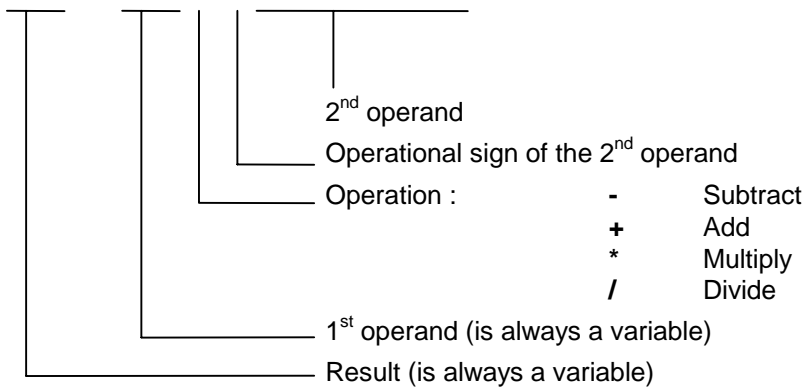 2nd operand
Operational sign of the 2nd operand
Operation : - Subtract
+ Add
* Multiply
/ Divide
1st operand (is always a variable)
Result (is always a variable)